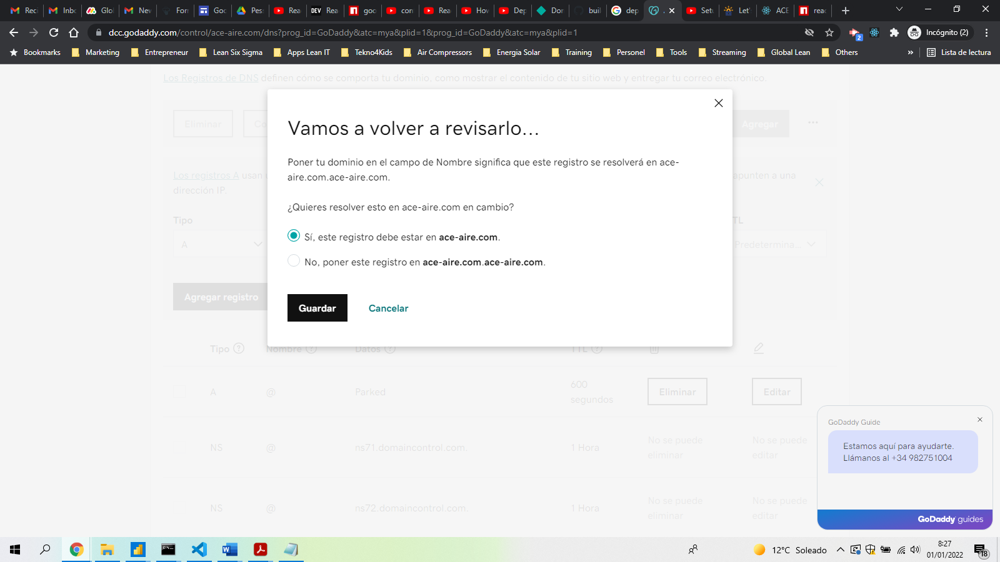 Reci
Inbo
Glo
New
Forr
Goo
Pes
Rea
Rea
goo
con
Rea
How
Dep
Dor
buil
dep
Setu
Let'
ACE
reac
dcc.godaddy.com/control/ace-aire.com/dns?prog_id=GoDaddy&atc=mya&plid=1&prog_id=GoDaddy&atc=mya&plid=1
2
Incógnito (2)
Bookmarks
Marketing
Entrepreneur
Lean Six Sigma
Apps Lean IT
Tekno4Kids
Air Compressors
Energia Solar
Training
Personel
Tools
Streaming
Global Lean
Others
»
Lista de lectura
Los Registros de DNS definen cómo se comporta tu dominio, como mostrar el contenido de tu sitio web y entregar tu correo electrónico.
Eliminar
Co
Agregar
Vamos a volver a revisarlo...
Poner tu dominio en el campo de Nombre significa que este registro se resolverá en ace-
aire.com.ace-aire.com.
¿Quieres resolver esto en ace-aire.com en cambio?
Sí, este registro debe estar en ace-aire.com.
No, poner este registro en ace-aire.com.ace-aire.com.
Guardar
Cancelar
Los registros A usan
apunten a una
dirección IP.
Tipo
TL
A
Predetermina...
Agregar registro
Tipo
Nombre
Datos
TTL
A
@
Parked
600
segundos
Eliminar
Editar
NS
@
ns71.domaincontrol.com.
1 Hora
No se puede
eliminar
No se puede
editar
NS
@
ns72.domaincontrol.com.
1 Hora
No se puede
eliminar
No se puede
editar
GoDaddy Guide
Estamos aquí para ayudarte.
Llámanos al +34 982751004
GoDaddy guides
12°C Soleado
8:27
01/01/2022
18